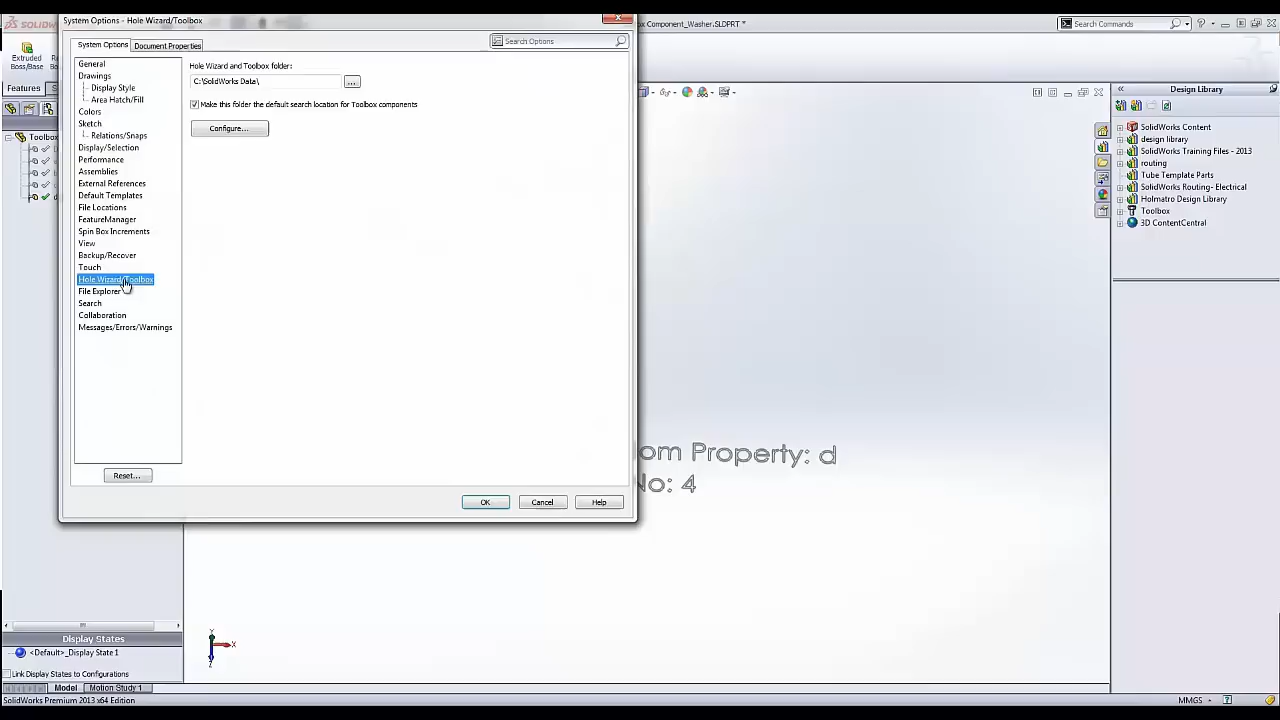 System Options - Hole Wizard/Toolbox
Component_Washer.SLDPRT *
Search Commands
System Options
Document Properties
Search Options
Extruded
Boss/Base
Features
Toolbox
General
Drawings
Display Style
Area Hatch/Fill
Colors
Sketch
Relations/Snaps
Display/Selection
Performance
Assemblies
External References
Default Templates
File Locations
FeatureManager
Spin Box Increments
View
Backup/Recover
Touch
Hole Wizard/Toolbox
File Explorer
Search
Collaboration
Messages/Errors/Warnings
Reset...
Hole Wizard and Toolbox folder:
C:\SolidWorks Data\
...
Make this folder the default search location for Toolbox components
Configure...
OK
Cancel
Help
om Property: d
No: 4
Design Library
SolidWorks Content
design library
SolidWorks Training Files - 2013
routing
Tube Template Parts
SolidWorks Routing- Electrical
Holmatro Design Library
Toolbox
3D ContentCentral
Y
X
Z
Display States
<Default>_Display State 1
Link Display States to Configurations
Model
Motion Study 1
SolidWorks Premium 2013 x64 Edition
MMGS